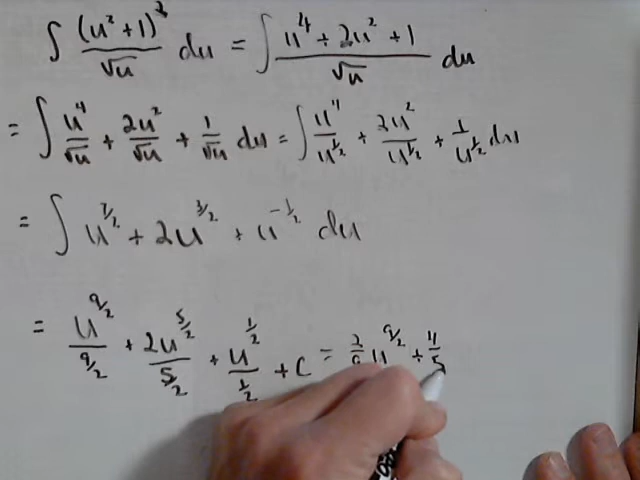 ∫ (u² + 1)² / √u du = ∫ (u⁴ + 2u² + 1) / √u du
= ∫ u⁴/√u + 2u²/√u + 1/√u du = ∫ u⁴/u^(1/2) + 2u²/u^(1/2) + 1/u^(1/2) du
= ∫ u^(7/2) + 2u^(3/2) + u^(-1/2) du
= u^(9/2)/(9/2) + 2u^(5/2)/(5/2) + u^(1/2)/(1/2) + C = 2/9 u^(9/2) + 4/5